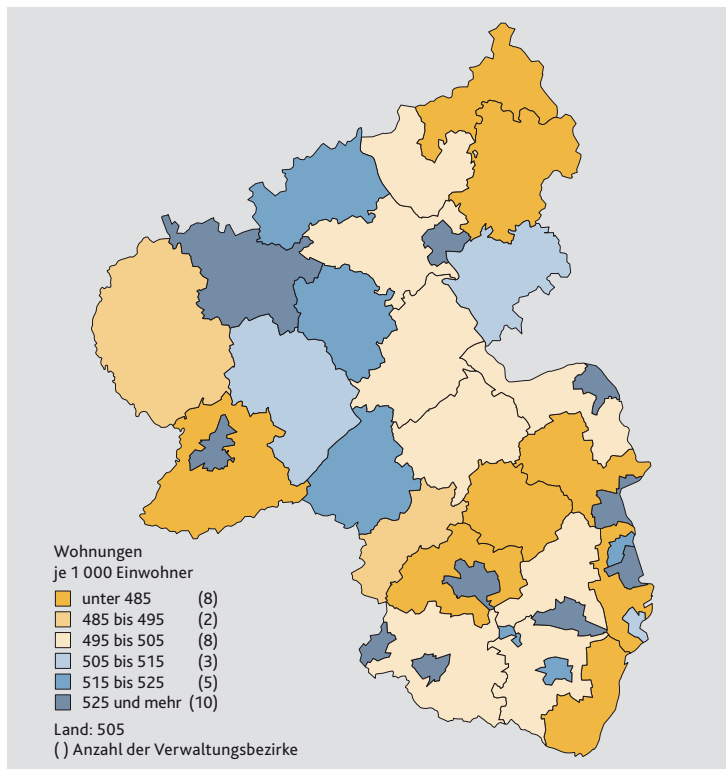 Wohnungen
je 1 000 Einwohner
unter 485 (8)
485 bis 495 (2)
495 bis 505 (8)
505 bis 515 (3)
515 bis 525 (5)
525 und mehr (10)
Land: 505
( ) Anzahl der Verwaltungsbezirke